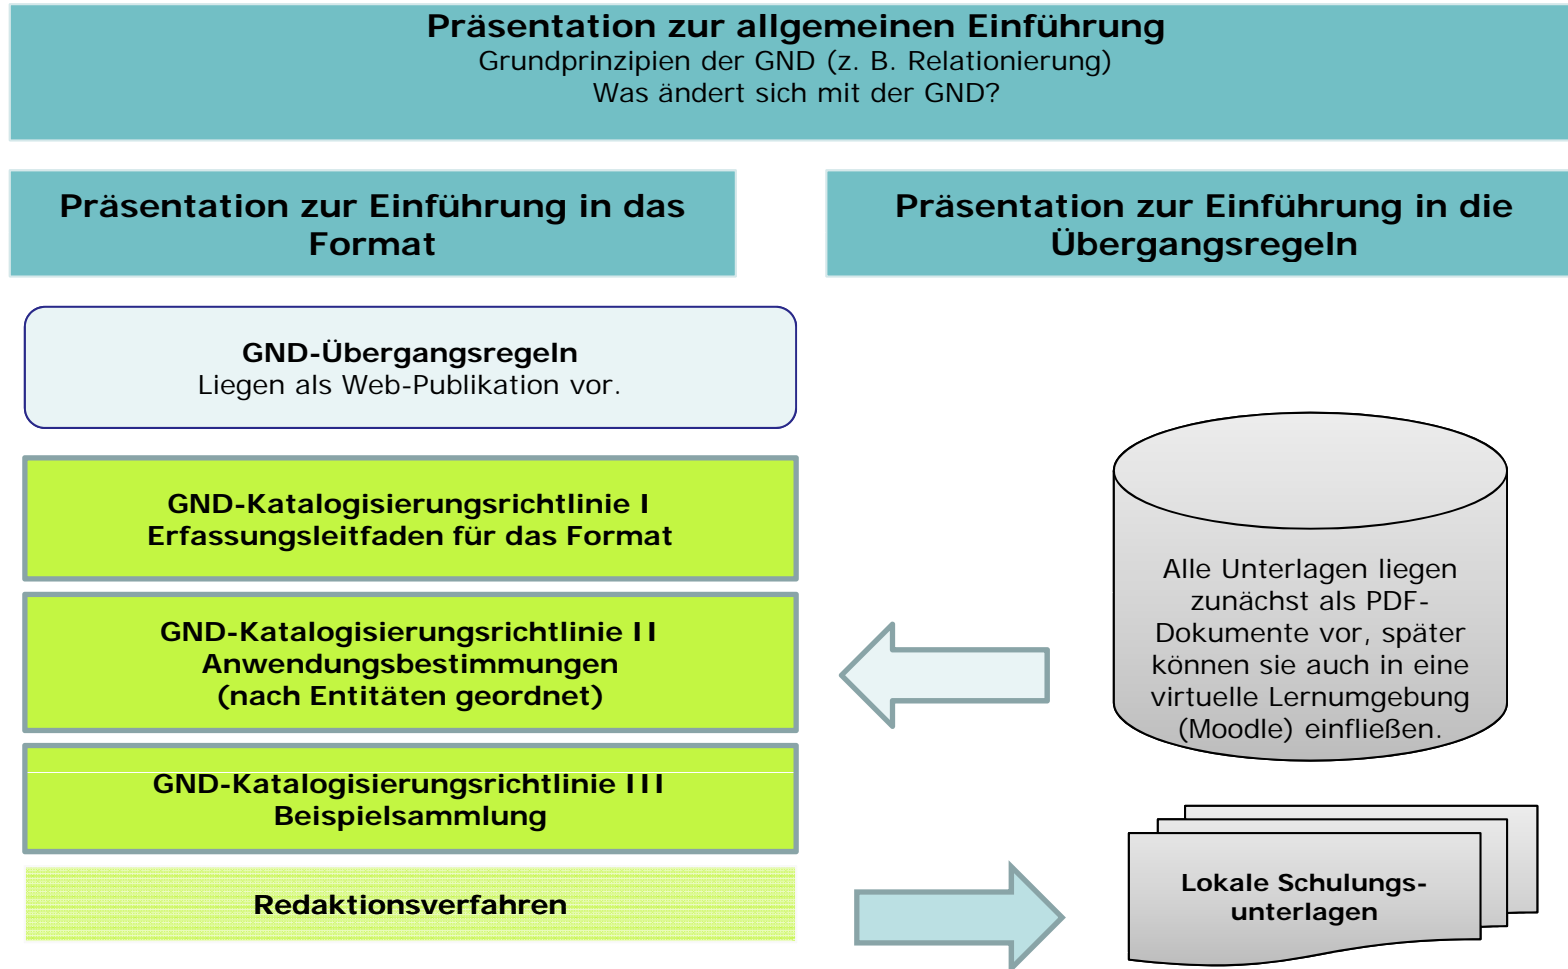 Präsentation zur allgemeinen Einführung
Grundprinzipien der GND (z. B. Relationierung)
Was ändert sich mit der GND?
Präsentation zur Einführung in das
Format
Präsentation zur Einführung in die
Übergangsregeln
GND-Übergangsregeln
Liegen als Web-Publikation vor.
GND-Katalogisierungsrichtlinie I
Erfassungsleitfaden für das Format
GND-Katalogisierungsrichtlinie II
Anwendungsbestimmungen
(nach Entitäten geordnet)
GND-Katalogisierungsrichtlinie III
Beispielsammlung
Redaktionsverfahren
Alle Unterlagen liegen
zunächst als PDF-
Dokumente vor, später
können sie auch in eine
virtuelle Lernumgebung
(Moodle) einfließen.
Lokale Schulungs-
unterlagen